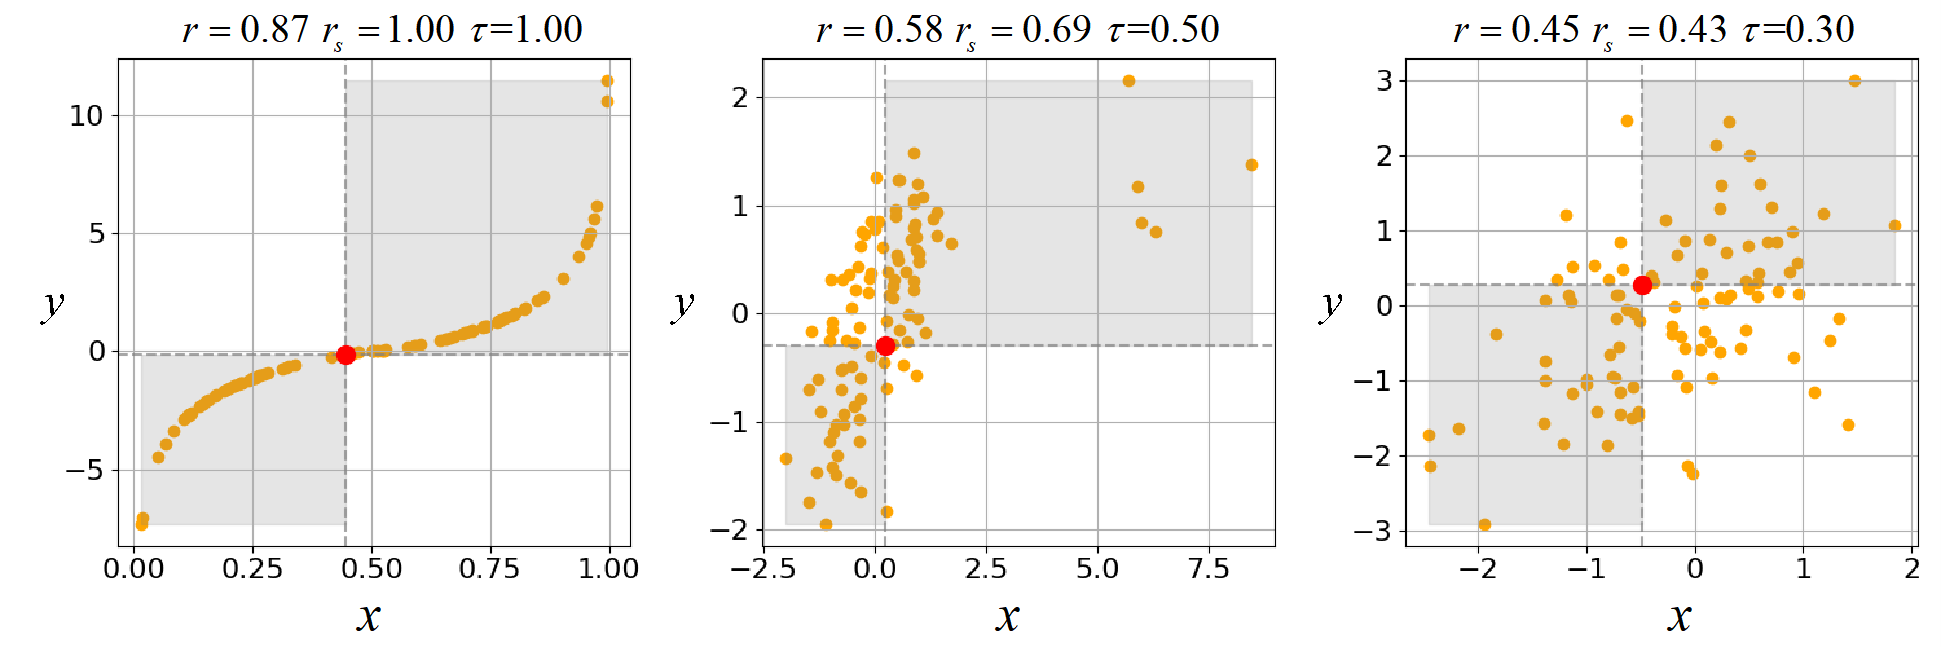 r = 0.87 r_s = 1.00 τ=1.00
10
5
0
−5
y
0.00 0.25 0.50 0.75 1.00
x
r = 0.58 r_s = 0.69 τ=0.50
2
1
0
−1
−2
y
−2.5 0.0 2.5 5.0 7.5
x
r = 0.45 r_s = 0.43 τ=0.30
3
2
1
0
−1
−2
−3
y
−2 −1 0 1 2
x